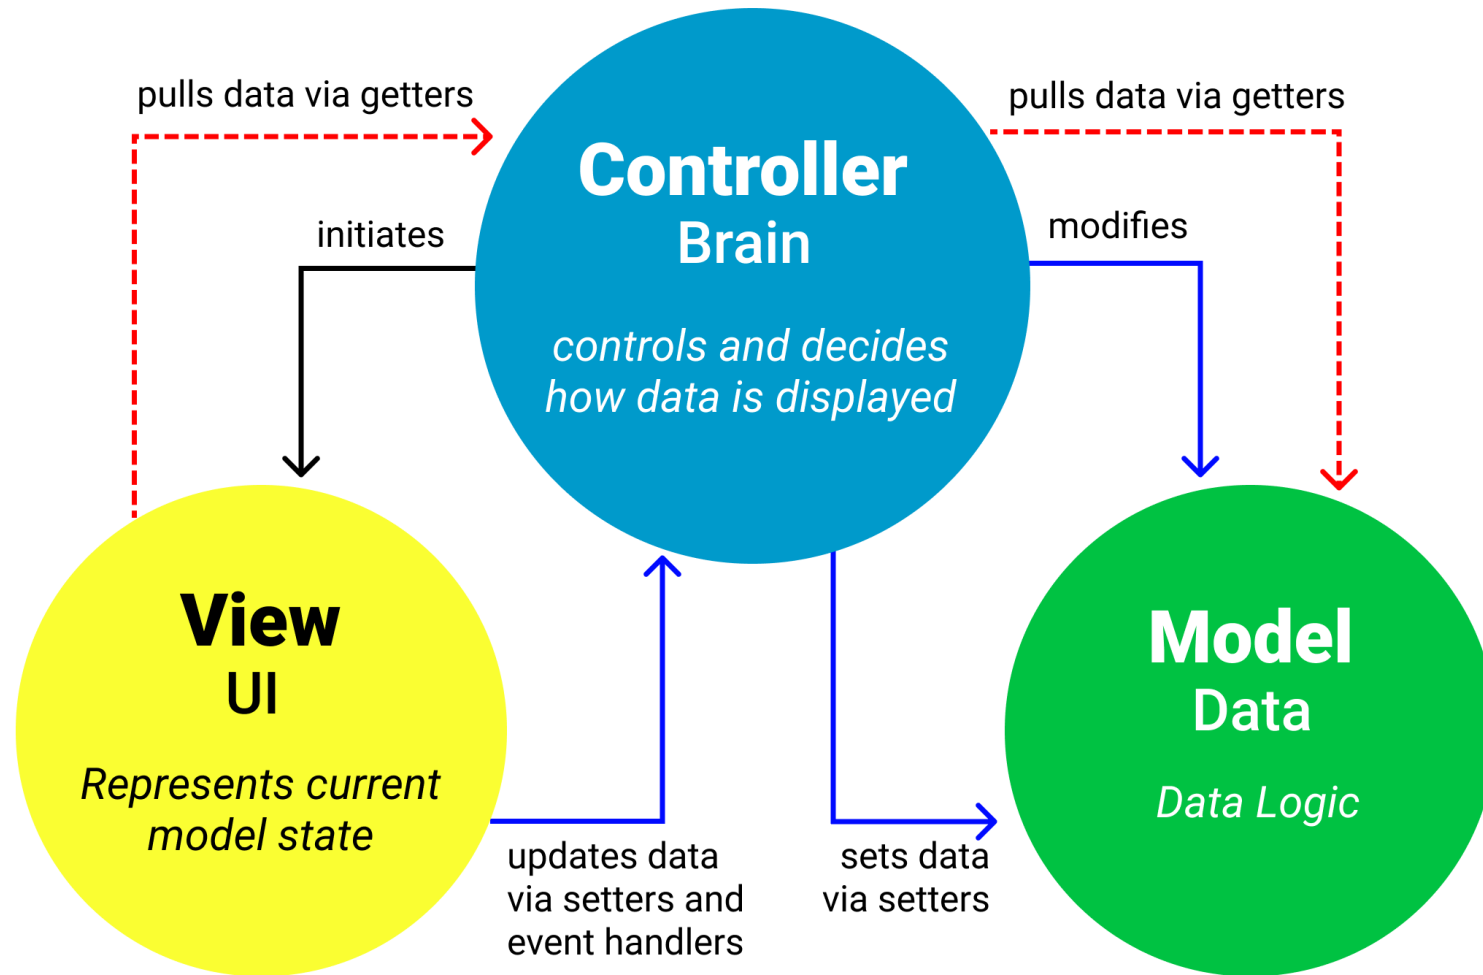 pulls data via getters
pulls data via getters
Controller
Brain
controls and decides
how data is displayed
initiates
modifies
View
UI
Represents current
model state
Model
Data
Data Logic
updates data
via setters and
event handlers
sets data
via setters